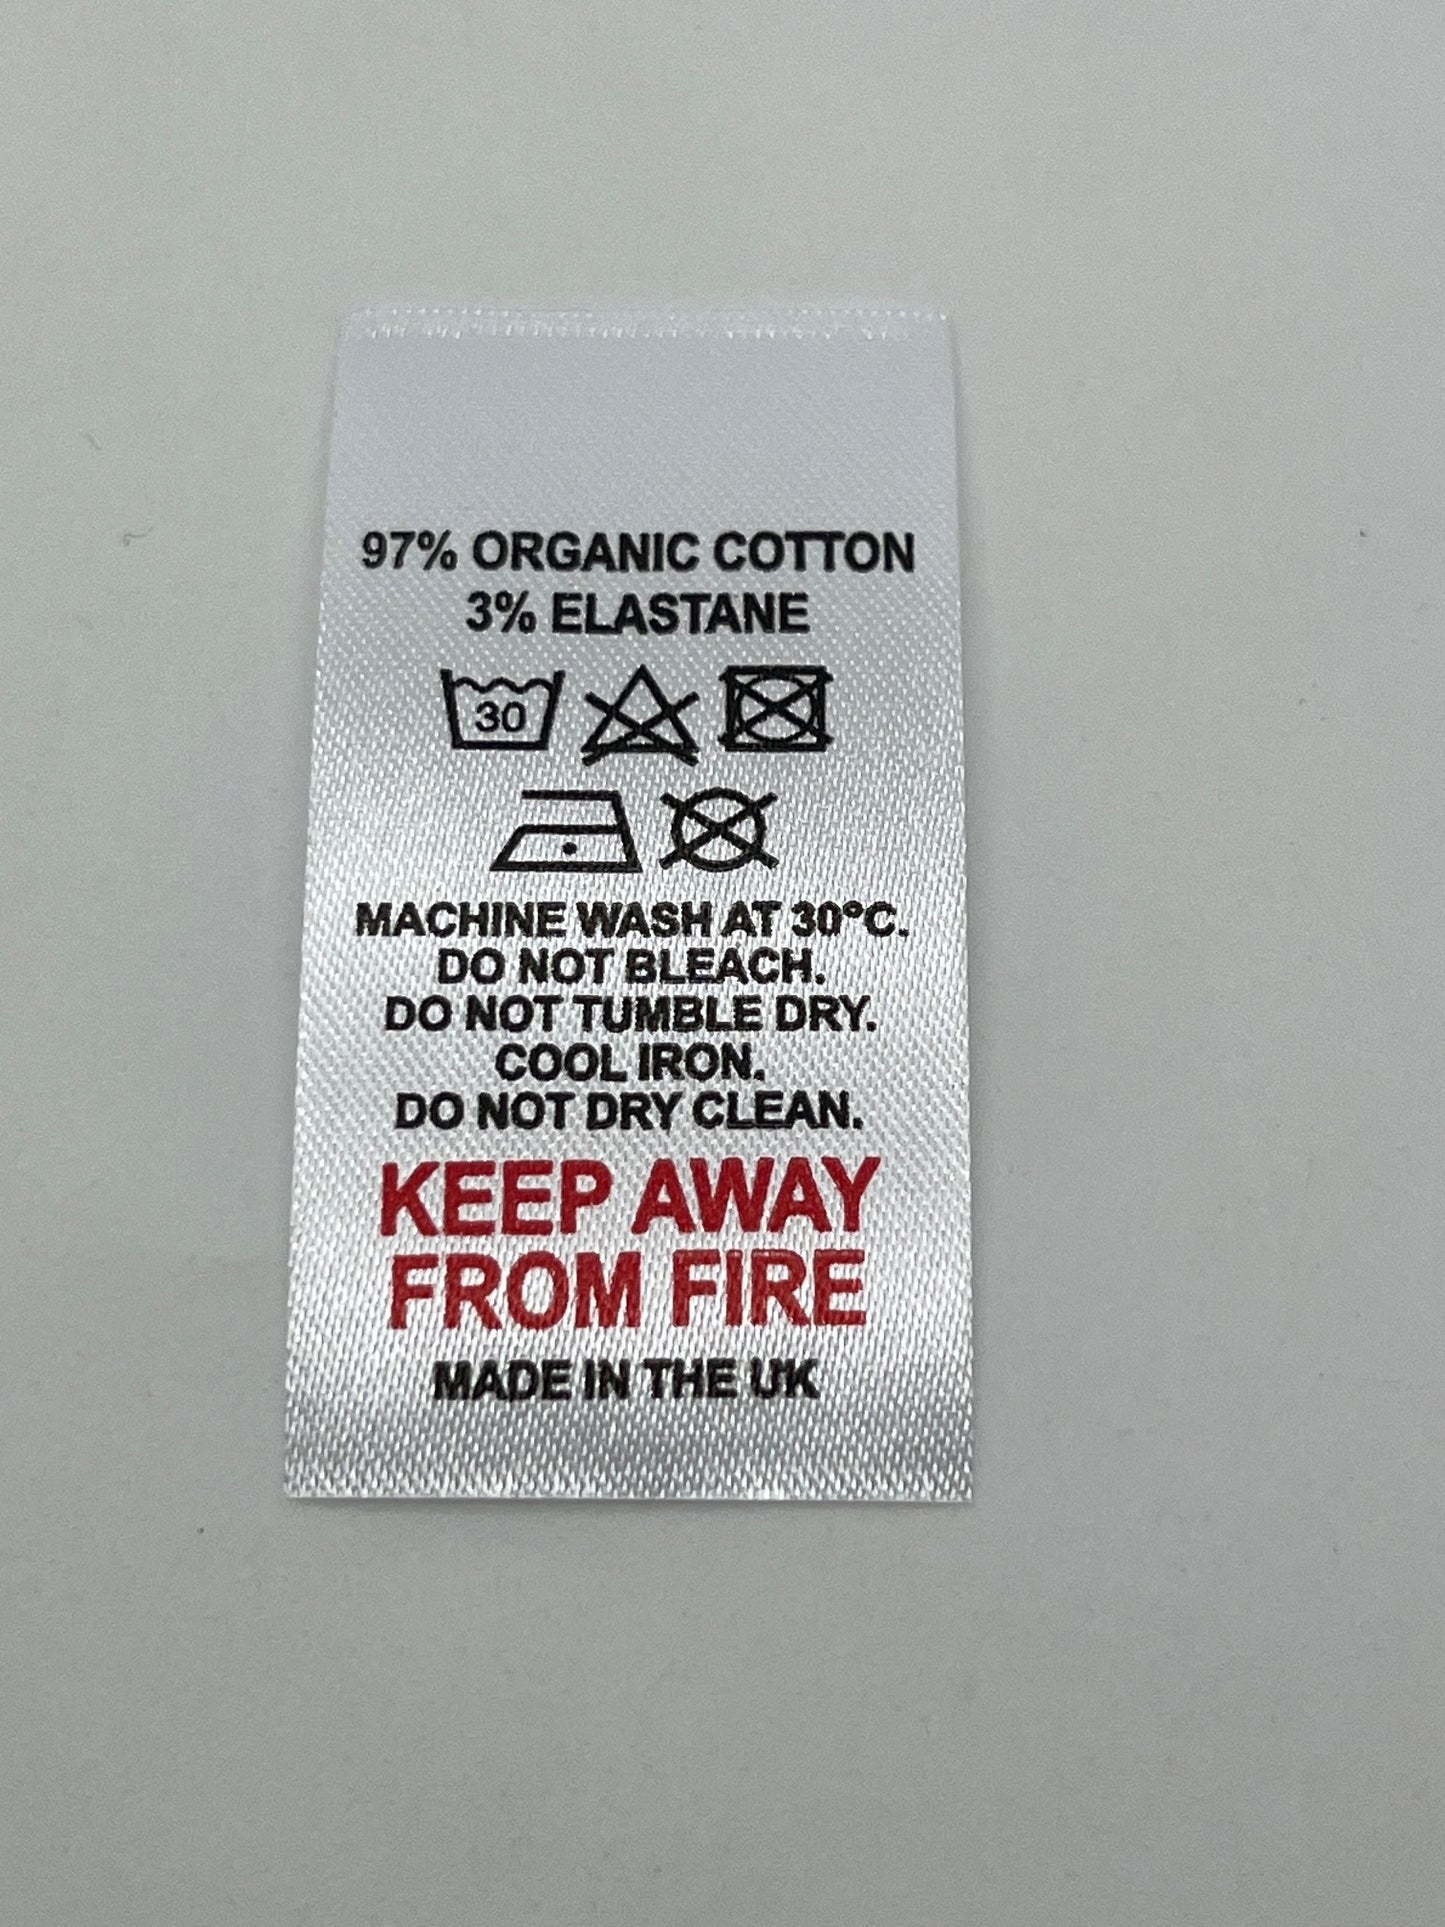 97% ORGANIC COTTON
3% ELASTANE
30
MACHINE WASH AT 30°C.
DO NOT BLEACH.
DO NOT TUMBLE DRY.
COOL IRON.
DO NOT DRY CLEAN.
KEEP AWAY
FROM FIRE
MADE IN THE UK